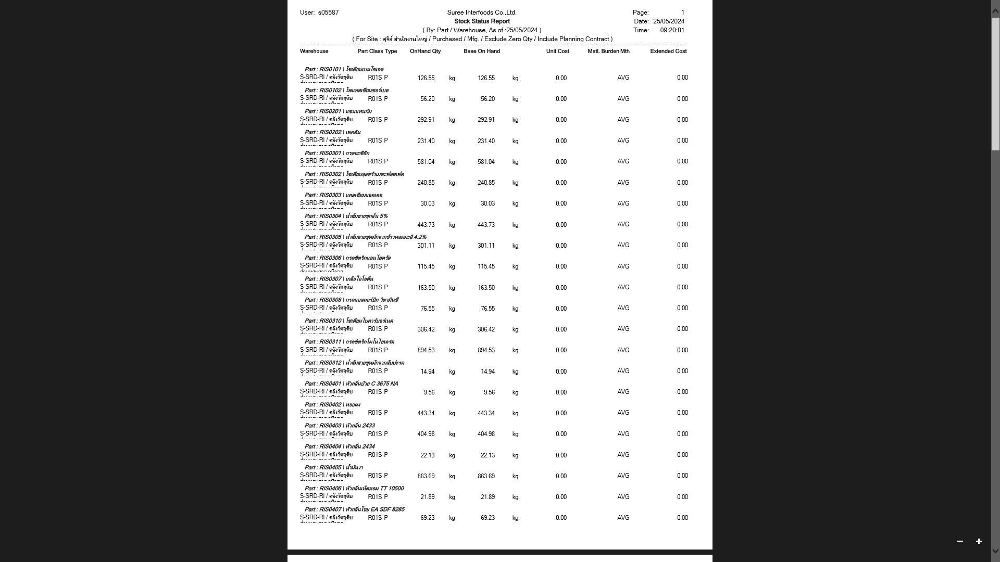 User: s05587 Suree Interfoods Co.,Ltd. Page: 1
Stock Status Report Date: 25/05/2024
( By: Part / Warehouse, As of :25/05/2024 ) Time: 09:20:01
( For Site : สุรีย์ สำนักงานใหญ่ / Purchased / Mfg. / Exclude Zero Qty / Include Planning Contract )
Warehouse Part Class Type OnHand Qty Base On Hand Unit Cost Matl. Burden Mth Extended Cost
Part : RIS0101 \ โซเดียมเบนโซเอต
S-SRD-RI / คลังวัตถุดิบ R01S P 126.55 kg 126.55 kg 0.00 AVG 0.00
Part : RIS0102 \ โพแทสเซียมซอร์เบต
S-SRD-RI / คลังวัตถุดิบ R01S P 56.20 kg 56.20 kg 0.00 AVG 0.00
Part : RIS0201 \ แซนแทนกัม
S-SRD-RI / คลังวัตถุดิบ R01S P 292.91 kg 292.91 kg 0.00 AVG 0.00
Part : RIS0202 \ เพคติน
S-SRD-RI / คลังวัตถุดิบ R01S P 231.40 kg 231.40 kg 0.00 AVG 0.00
Part : RIS0301 \ กรดอะซิติก
S-SRD-RI / คลังวัตถุดิบ R01S P 581.04 kg 581.04 kg 0.00 AVG 0.00
Part : RIS0302 \ โซเดียมอุลตร้าเมตะฟอสเฟต
S-SRD-RI / คลังวัตถุดิบ R01S P 240.85 kg 240.85 kg 0.00 AVG 0.00
Part : RIS0303 \ แคลเซียมแลคเตต
S-SRD-RI / คลังวัตถุดิบ R01S P 30.03 kg 30.03 kg 0.00 AVG 0.00
Part : RIS0304 \ น้ำส้มสายชูกลั่น 5%
S-SRD-RI / คลังวัตถุดิบ R01S P 443.73 kg 443.73 kg 0.00 AVG 0.00
Part : RIS0305 \ น้ำส้มสายชูหมักจากข้าวหอมมะลิ 4.2%
S-SRD-RI / คลังวัตถุดิบ R01S P 301.11 kg 301.11 kg 0.00 AVG 0.00
Part : RIS0306 \ กรดซิตริกแอนไฮดรัส
S-SRD-RI / คลังวัตถุดิบ R01S P 115.45 kg 115.45 kg 0.00 AVG 0.00
Part : RIS0307 \ เกลือไอโอดีน
S-SRD-RI / คลังวัตถุดิบ R01S P 163.50 kg 163.50 kg 0.00 AVG 0.00
Part : RIS0308 \ กรดแอสคอร์บิก วิตามินซี
S-SRD-RI / คลังวัตถุดิบ R01S P 76.55 kg 76.55 kg 0.00 AVG 0.00
Part : RIS0310 \ โซเดียมไบคาร์บอร์เนต
S-SRD-RI / คลังวัตถุดิบ R01S P 306.42 kg 306.42 kg 0.00 AVG 0.00
Part : RIS0311 \ กรดซิตริกโมโนไฮเดรต
S-SRD-RI / คลังวัตถุดิบ R01S P 894.53 kg 894.53 kg 0.00 AVG 0.00
Part : RIS0312 \ น้ำส้มสายชูหมักจากสับปะรด
S-SRD-RI / คลังวัตถุดิบ R01S P 14.94 kg 14.94 kg 0.00 AVG 0.00
Part : RIS0401 \ หัวกลิ่นบ๊วย C 3675 NA
S-SRD-RI / คลังวัตถุดิบ R01S P 9.56 kg 9.56 kg 0.00 AVG 0.00
Part : RIS0402 \ หอยผง
S-SRD-RI / คลังวัตถุดิบ R01S P 443.34 kg 443.34 kg 0.00 AVG 0.00
Part : RIS0403 \ หัวกลิ่น 2433
S-SRD-RI / คลังวัตถุดิบ R01S P 404.98 kg 404.98 kg 0.00 AVG 0.00
Part : RIS0404 \ หัวกลิ่น 2434
S-SRD-RI / คลังวัตถุดิบ R01S P 22.13 kg 22.13 kg 0.00 AVG 0.00
Part : RIS0405 \ น้ำมันงา
S-SRD-RI / คลังวัตถุดิบ R01S P 863.69 kg 863.69 kg 0.00 AVG 0.00
Part : RIS0406 \ หัวกลิ่นเห็ดหอม TT 10500
S-SRD-RI / คลังวัตถุดิบ R01S P 21.89 kg 21.89 kg 0.00 AVG 0.00
Part : RIS0407 \ หัวกลิ่นโชยุ EA SDF 8285
S-SRD-RI / คลังวัตถุดิบ R01S P 69.23 kg 69.23 kg 0.00 AVG 0.00